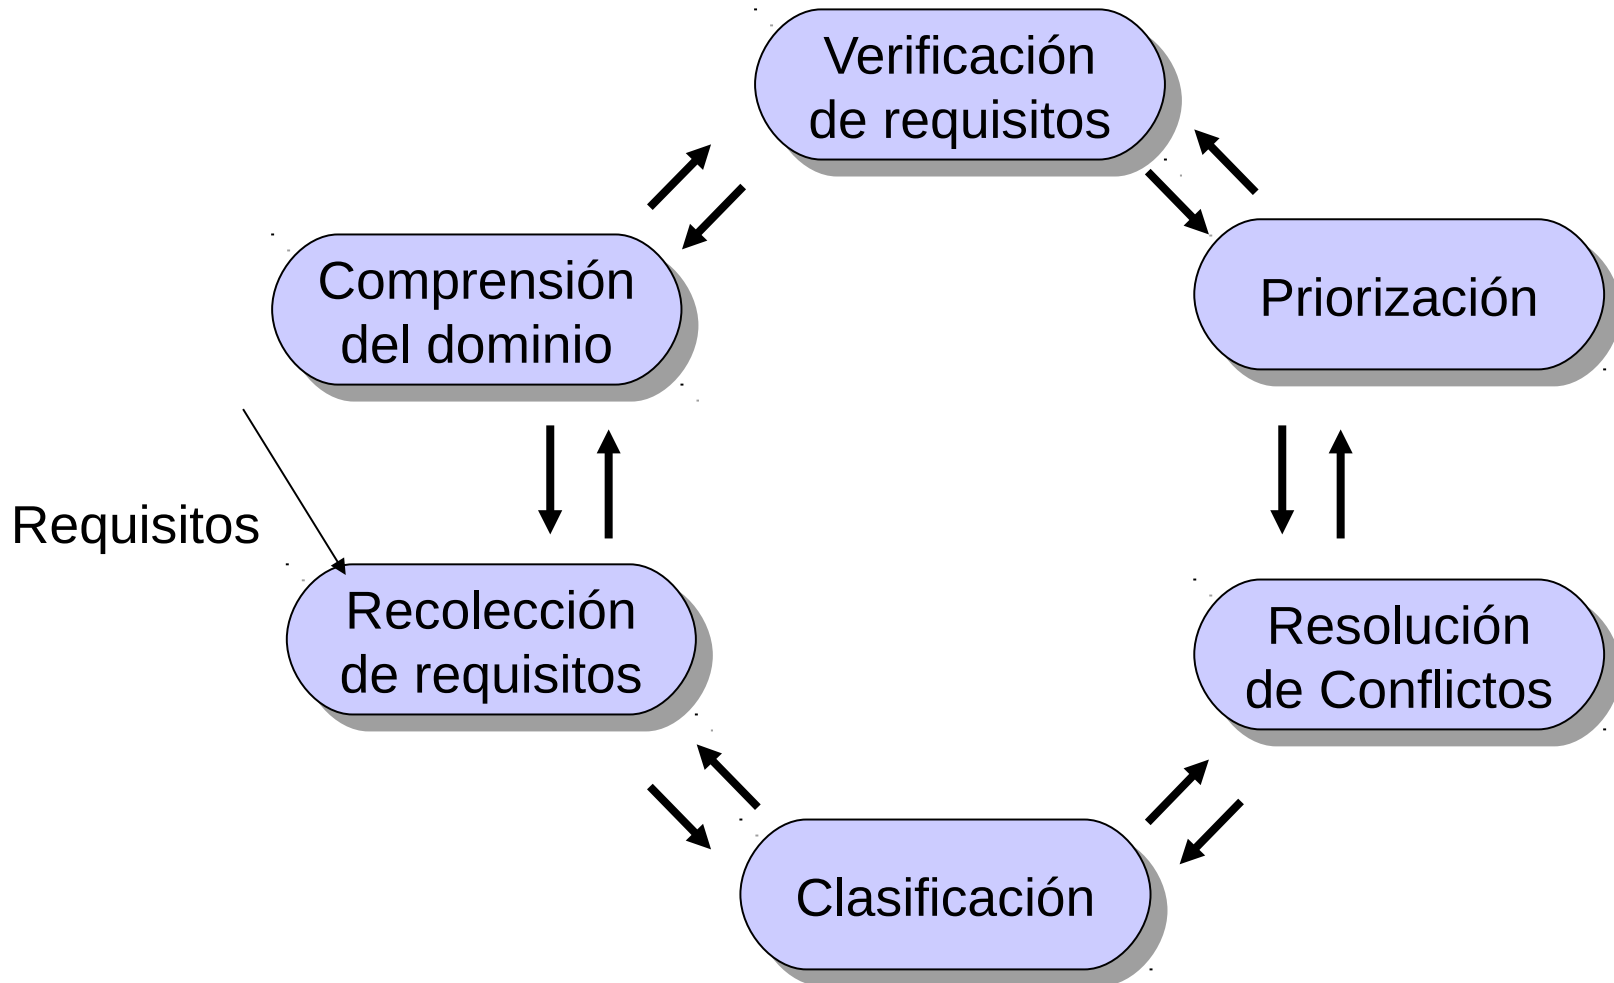 Verificación
de requisitos
Comprensión
del dominio
Priorización
Requisitos
Recolección
de requisitos
Resolución
de Conflictos
Clasificación